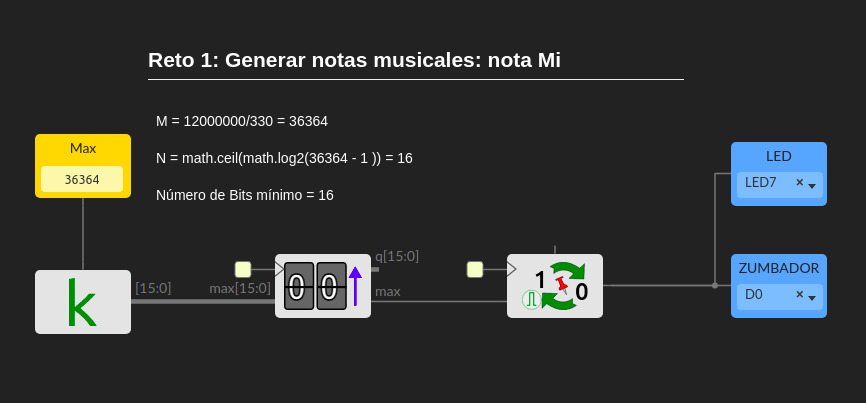 Reto 1: Generar notas musicales: nota Mi
M = 12000000/330 = 36364
N = math.ceil(math.log2(36364 - 1 )) = 16
Número de Bits mínimo = 16
Max
36364
k
[15:0]
max[15:0]
00
q[15:0]
max
1
0
LED
LED7
ZUMBADOR
D0